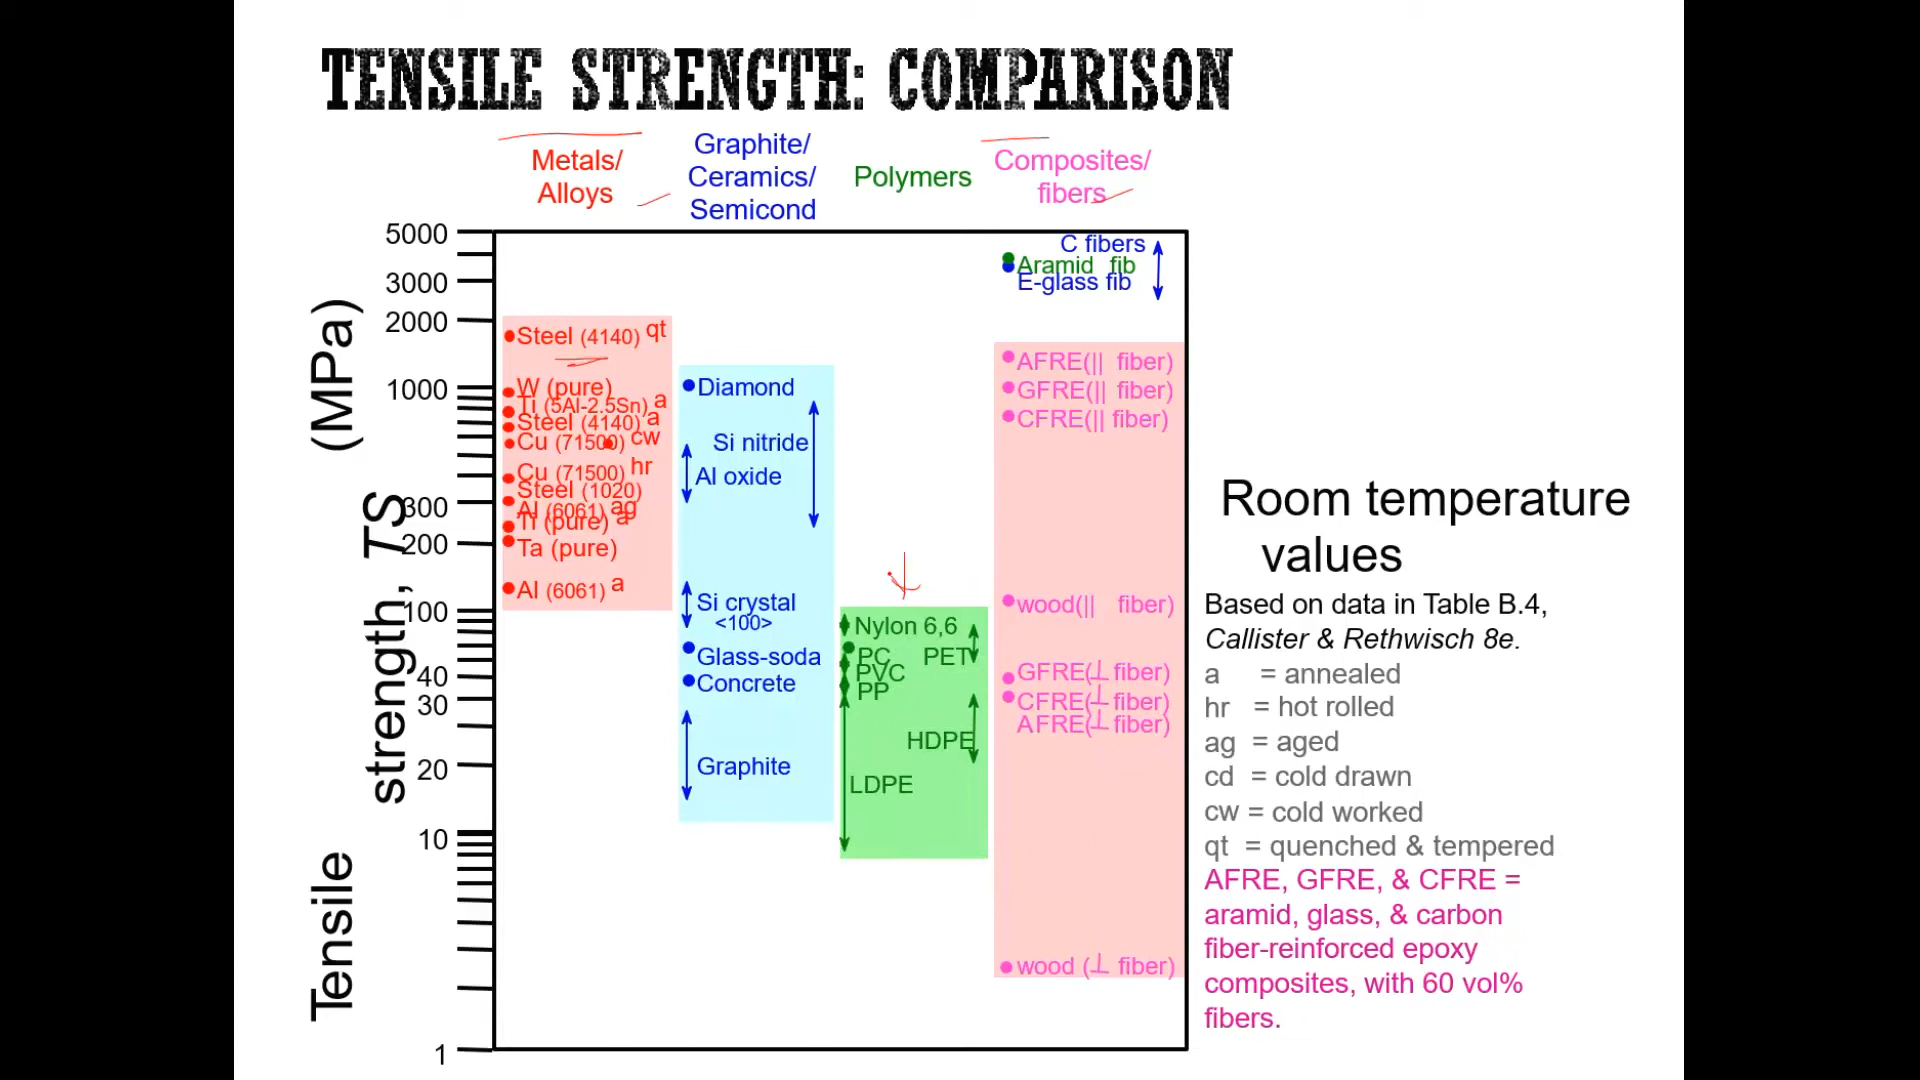 TENSILE STRENGTH: COMPARISON
Metals/
Alloys
Graphite/
Ceramics/
Semicond
Polymers
Composites/
fibers
Tensile strength, TS (MPa)
5000
3000
2000
1000
300
200
100
40
30
20
10
1
Steel (4140) qt
W (pure)
Ti (5Al-2.5Sn) a
Steel (4140) a
Cu (71500) cw
Cu (71500) hr
Steel (1020)
Al (6061) ag
Ti (pure) a
Ta (pure)
Al (6061) a
Diamond
Si nitride
Al oxide
Si crystal
<100>
Glass-soda
Concrete
Graphite
Nylon 6,6
PC
PET
PVC
PP
HDPE
LDPE
C fibers
Aramid fib
E-glass fib
AFRE(|| fiber)
GFRE(|| fiber)
CFRE(|| fiber)
wood(|| fiber)
GFRE(⊥ fiber)
CFRE(⊥ fiber)
AFRE(⊥ fiber)
wood (⊥ fiber)
Room temperature
values
Based on data in Table B.4,
Callister & Rethwisch 8e.
a = annealed
hr = hot rolled
ag = aged
cd = cold drawn
cw = cold worked
qt = quenched & tempered
AFRE, GFRE, & CFRE =
aramid, glass, & carbon
fiber-reinforced epoxy
composites, with 60 vol%
fibers.